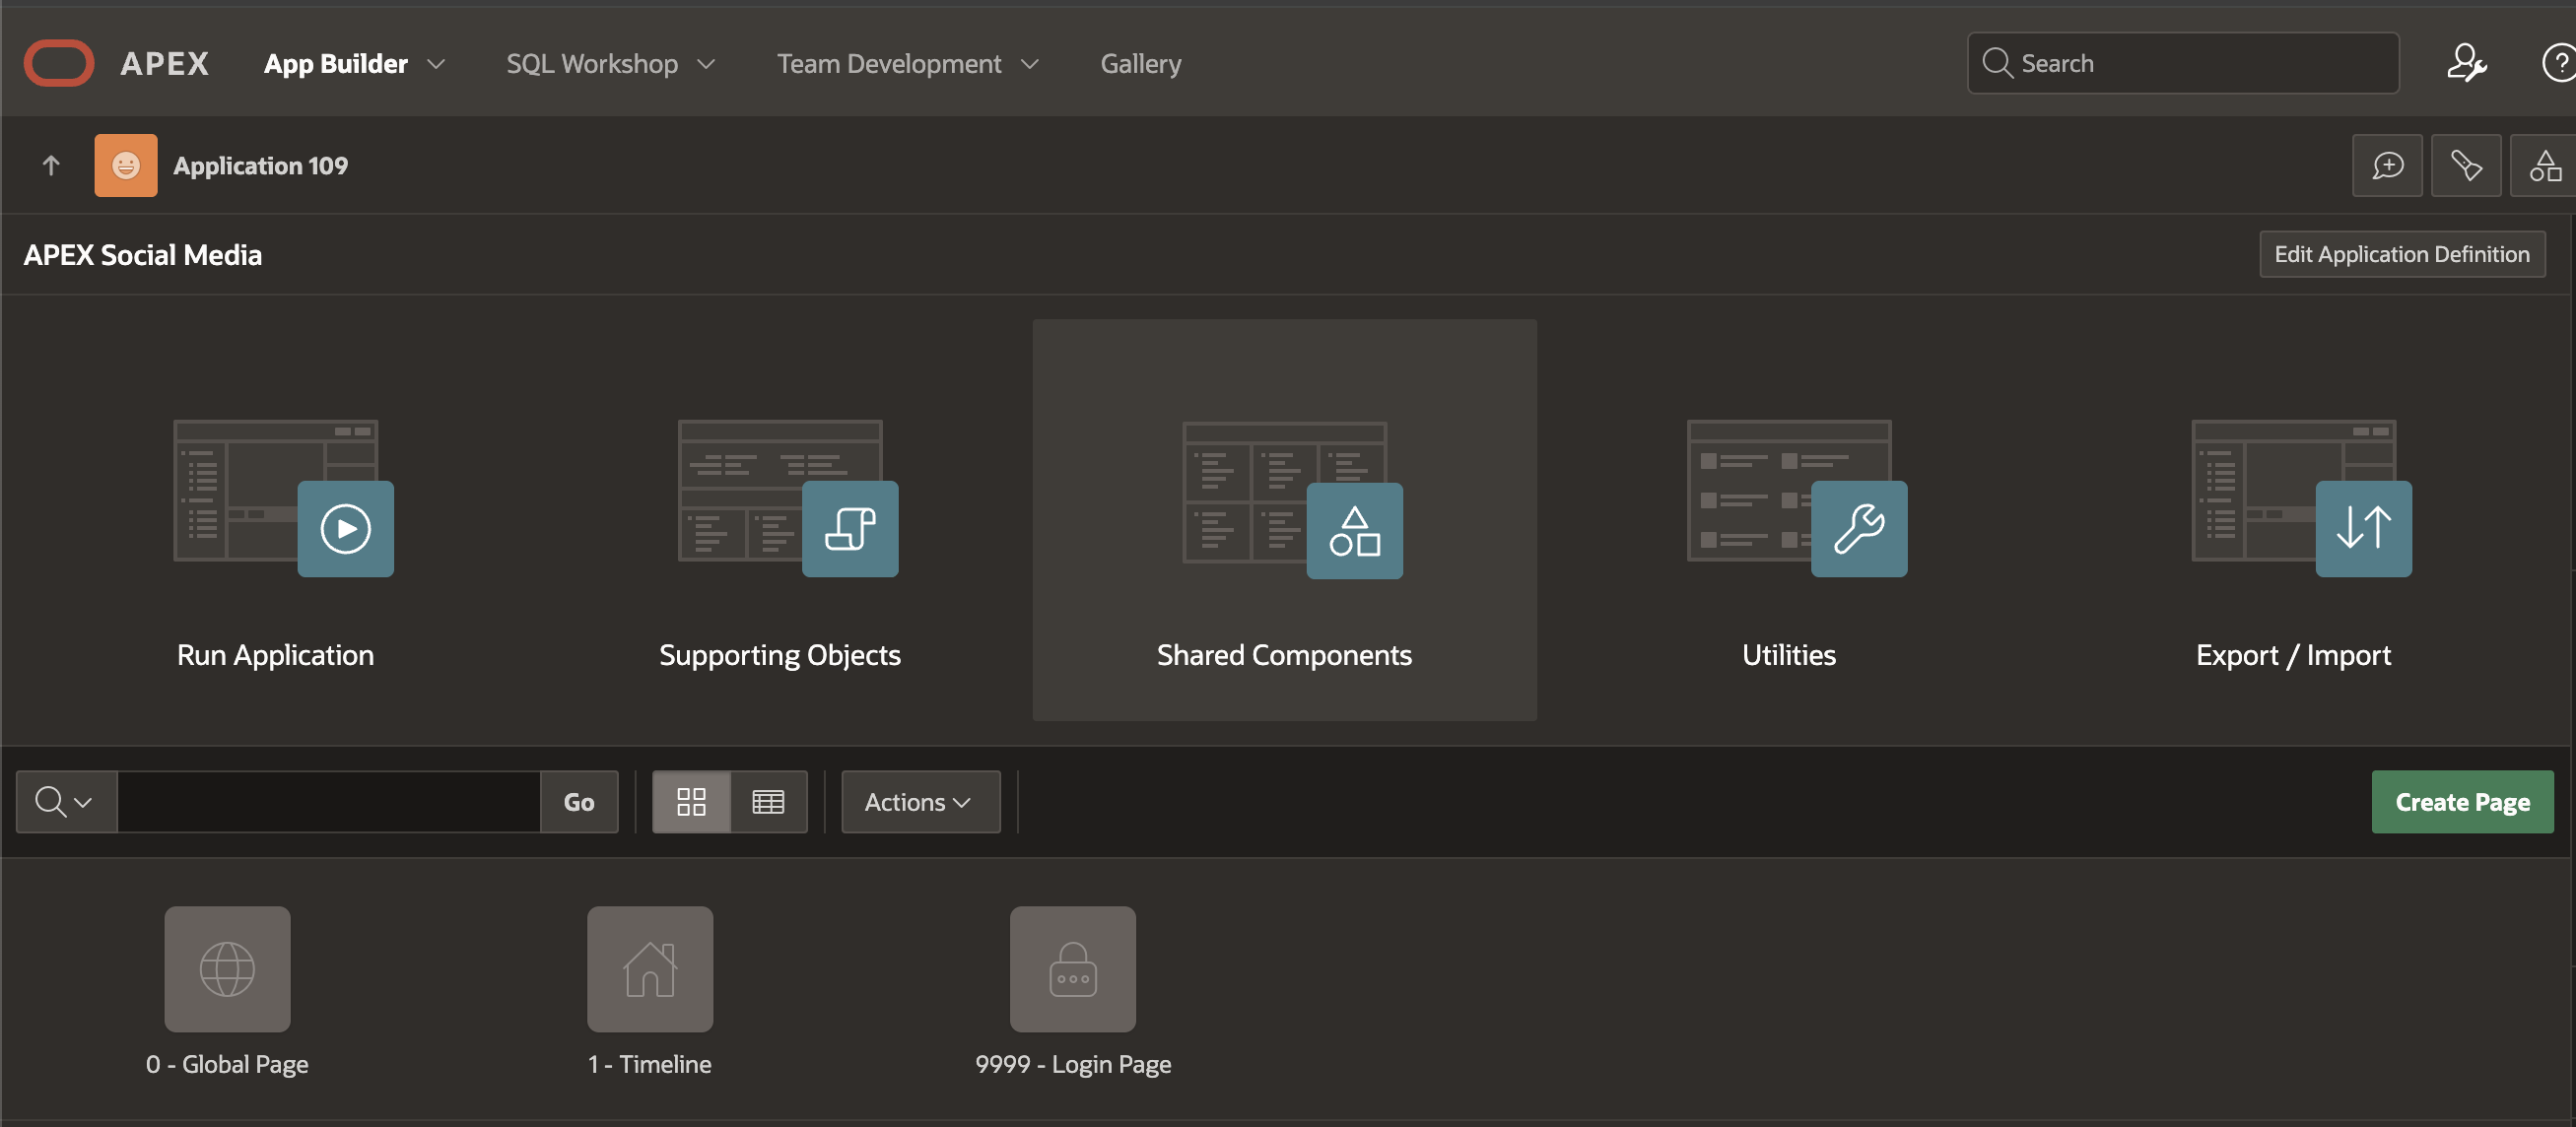 APEX App Builder SQL Workshop Team Development Gallery Search
Application 109
APEX Social Media Edit Application Definition
Run Application Supporting Objects Shared Components Utilities Export / Import
Go Actions Create Page
0 - Global Page 1 - Timeline 9999 - Login Page